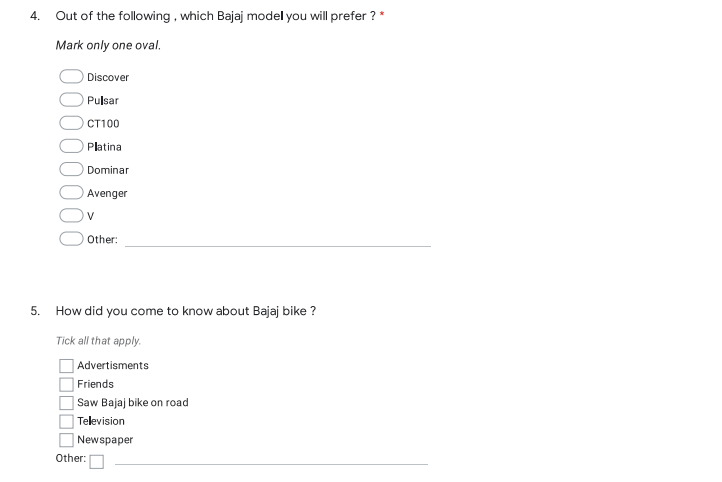 4. Out of the following , which Bajaj model you will prefer ? *
Mark only one oval.
Discover
Pulsar
CT100
Platina
Dominar
Avenger
V
Other:
5. How did you come to know about Bajaj bike ?
Tick all that apply.
Advertisments
Friends
Saw Bajaj bike on road
Television
Newspaper
Other: